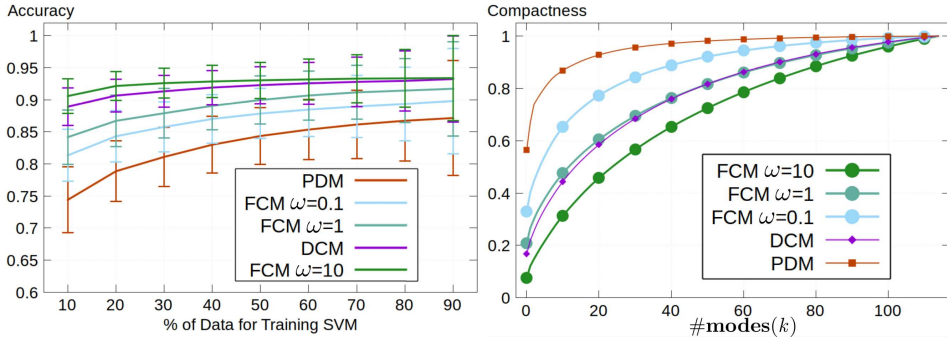 Accuracy
1
0.95
0.9
0.85
0.8
0.75
0.7
0.65
0.6
PDM
FCM ω=0.1
FCM ω=1
DCM
FCM ω=10
10 20 30 40 50 60 70 80 90
% of Data for Training SVM
Compactness
1
0.8
0.6
0.4
0.2
0
FCM ω=10
FCM ω=1
FCM ω=0.1
DCM
PDM
0 20 40 60 80 100
#modes(k)